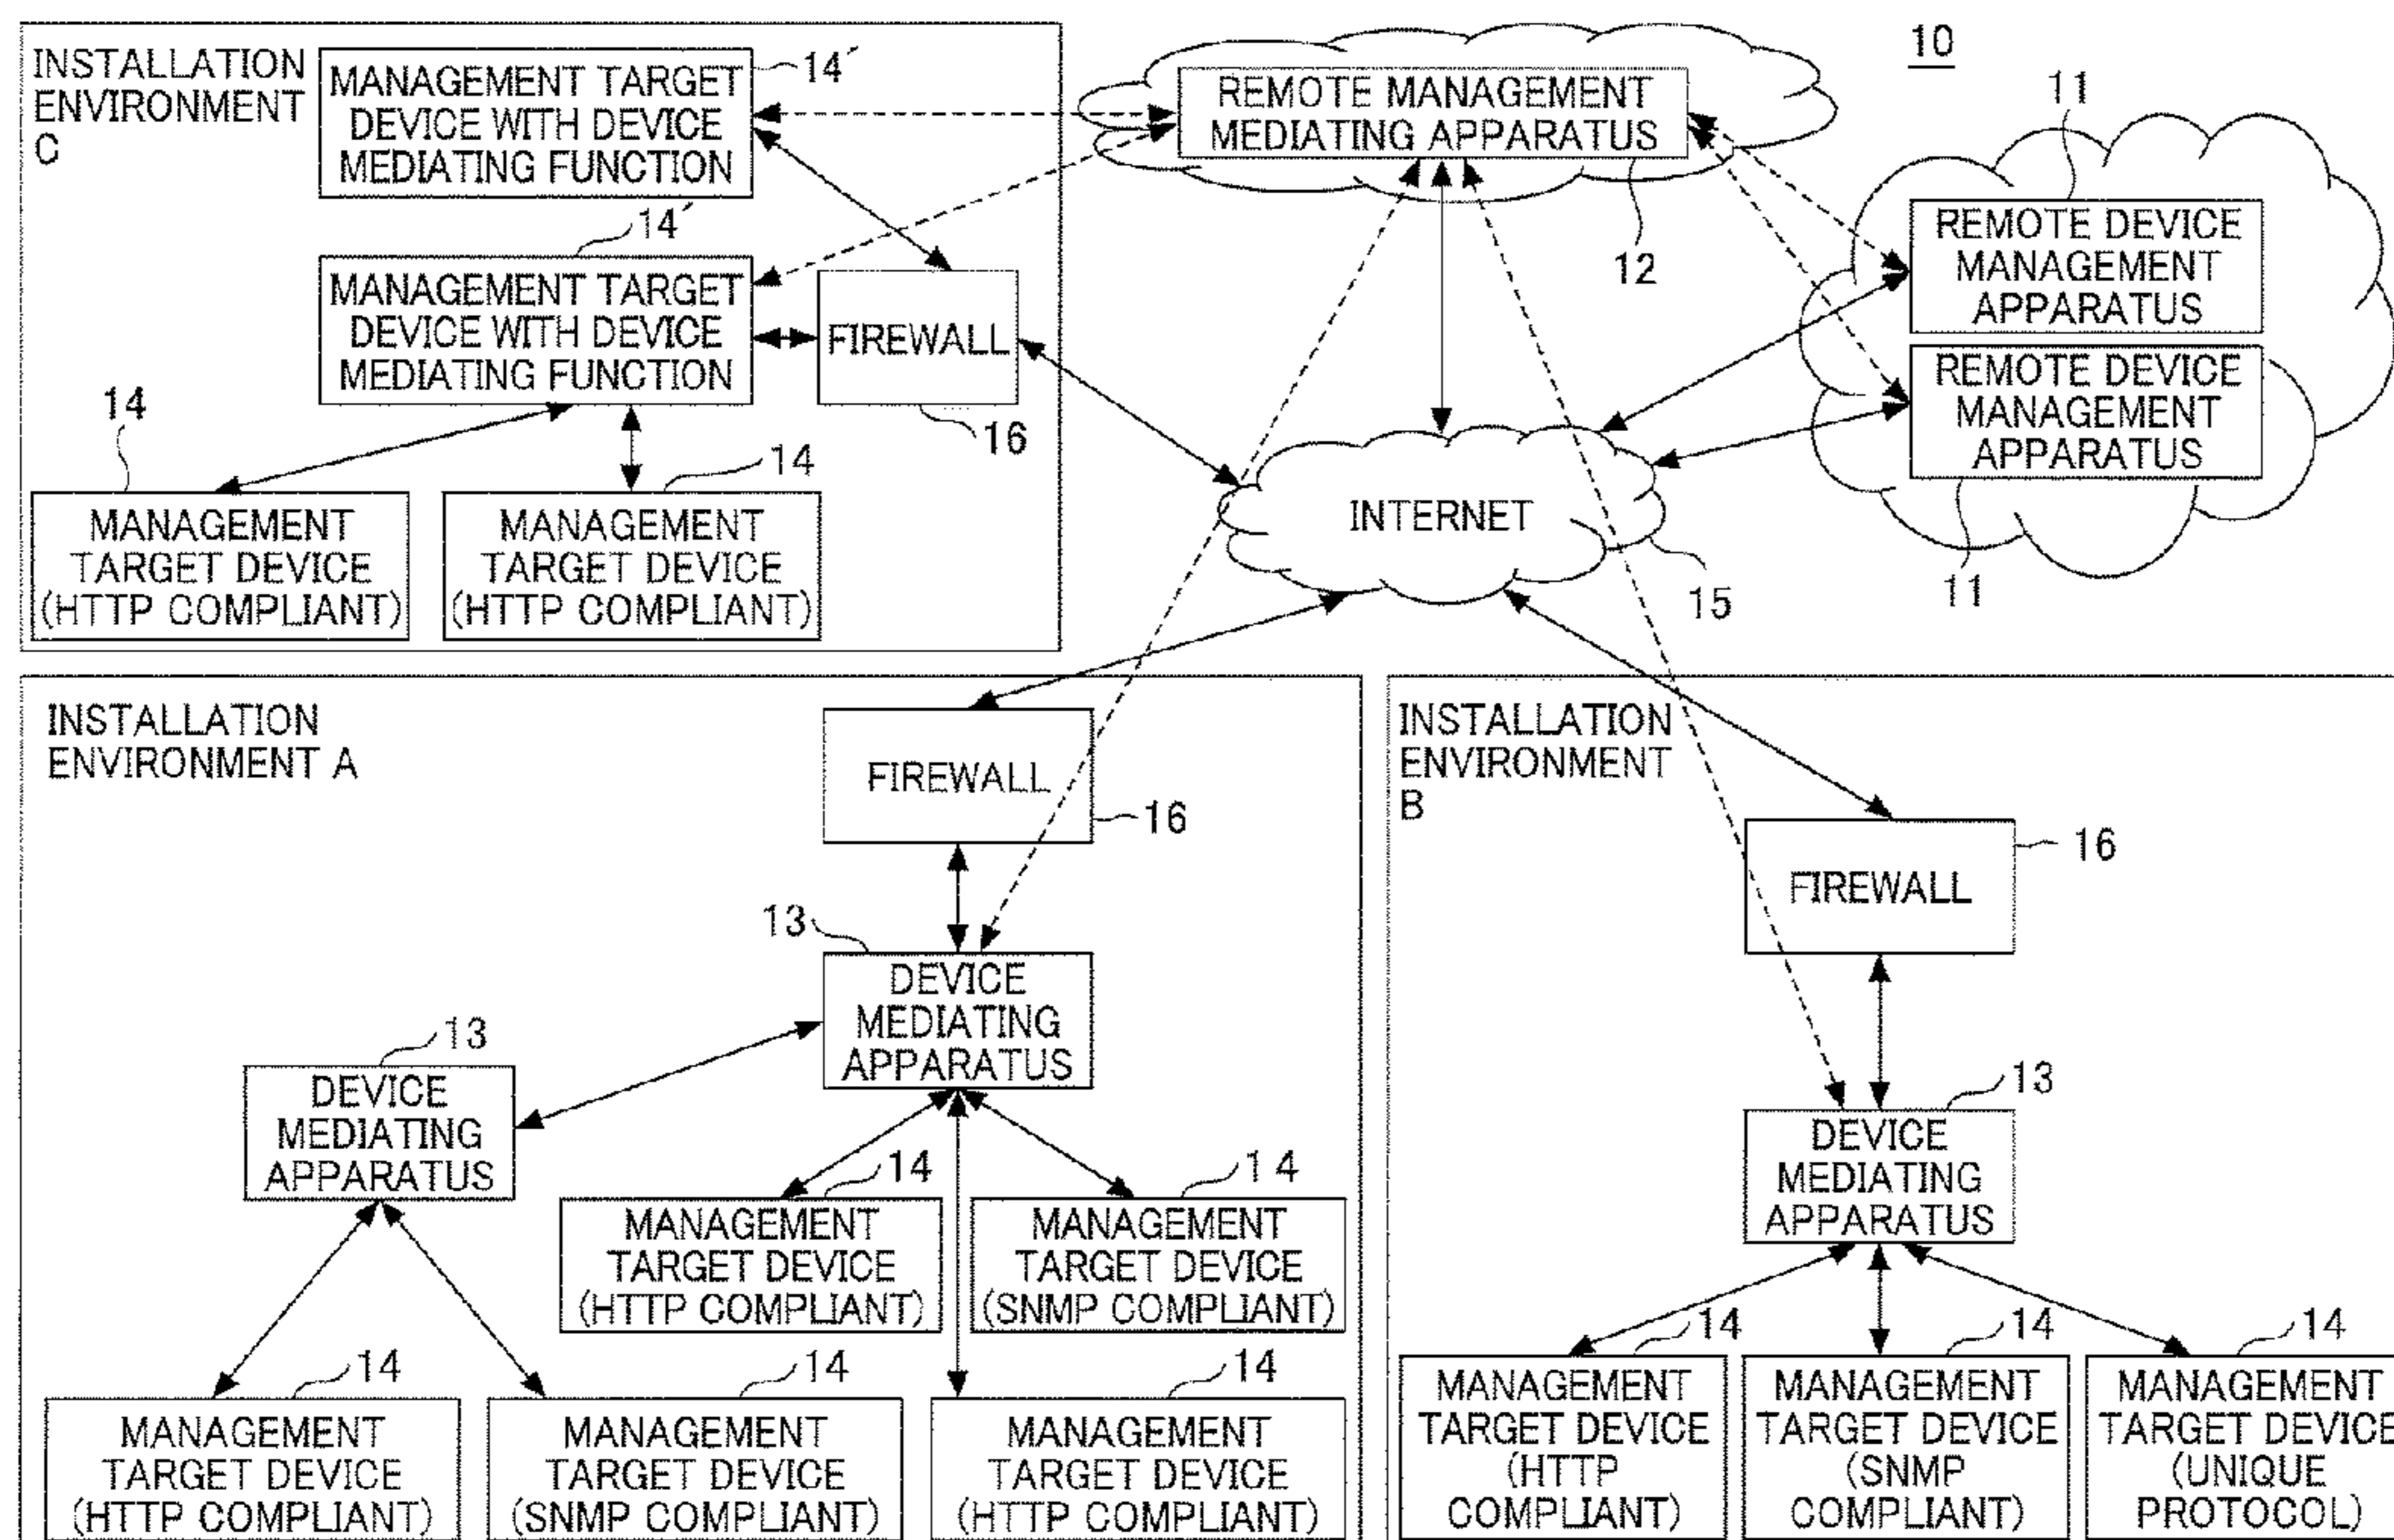 10
INSTALLATION
ENVIRONMENT
C
MANAGEMENT TARGET
DEVICE WITH DEVICE
MEDIATING FUNCTION
14´
REMOTE MANAGEMENT
MEDIATING APPARATUS
12
11
REMOTE DEVICE
MANAGEMENT
APPARATUS
REMOTE DEVICE
MANAGEMENT
APPARATUS
11
14´
MANAGEMENT TARGET
DEVICE WITH DEVICE
MEDIATING FUNCTION
FIREWALL
16
14
MANAGEMENT
TARGET DEVICE
(HTTP COMPLIANT)
14
MANAGEMENT
TARGET DEVICE
(HTTP COMPLIANT)
INTERNET
15
INSTALLATION
ENVIRONMENT A
FIREWALL
16
13
DEVICE
MEDIATING
APPARATUS
13
DEVICE
MEDIATING
APPARATUS
14
MANAGEMENT
TARGET DEVICE
(HTTP COMPLIANT)
14
MANAGEMENT
TARGET DEVICE
(SNMP COMPLIANT)
14
MANAGEMENT
TARGET DEVICE
(HTTP COMPLIANT)
14
MANAGEMENT
TARGET DEVICE
(SNMP COMPLIANT)
14
MANAGEMENT
TARGET DEVICE
(HTTP COMPLIANT)
INSTALLATION
ENVIRONMENT
B
FIREWALL
16
13
DEVICE
MEDIATING
APPARATUS
14
MANAGEMENT
TARGET DEVICE
(HTTP
COMPLIANT)
14
MANAGEMENT
TARGET DEVICE
(SNMP
COMPLIANT)
14
MANAGEMENT
TARGET DEVICE
(UNIQUE
PROTOCOL)